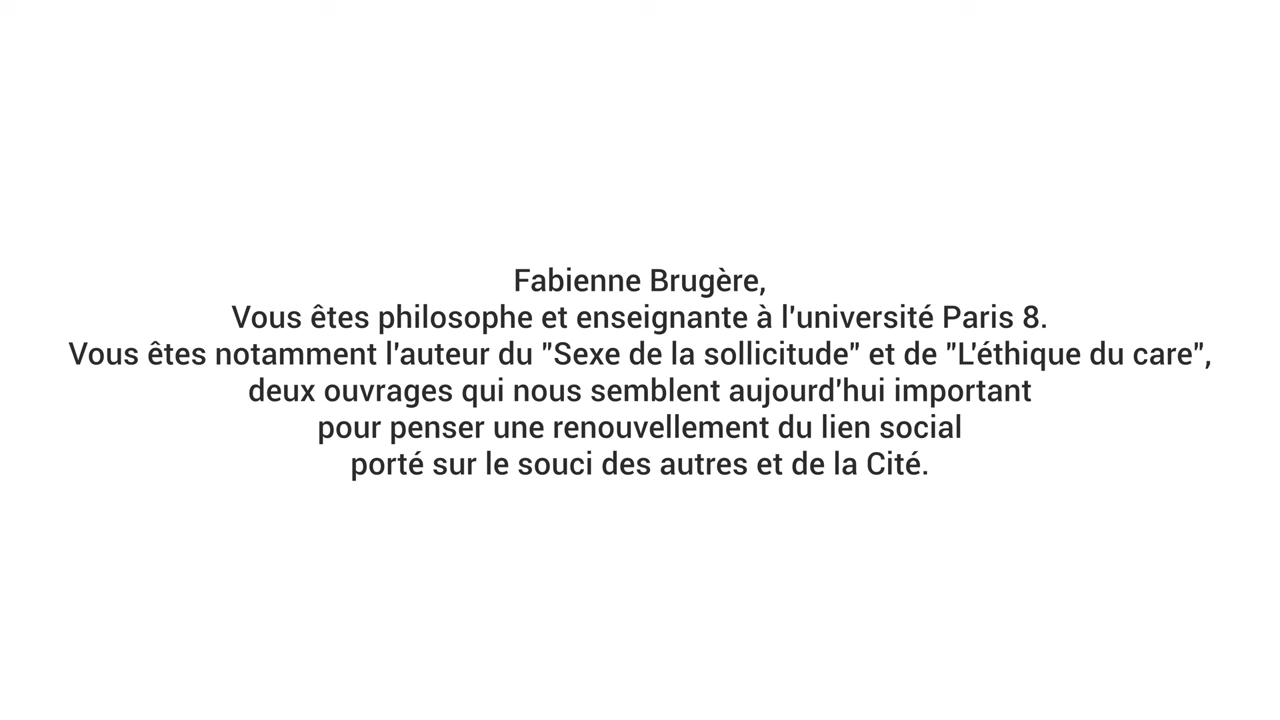 Fabienne Brugère,
Vous êtes philosophe et enseignante à l'université Paris 8.
Vous êtes notamment l'auteur du "Sexe de la sollicitude" et de "L'éthique du care",
deux ouvrages qui nous semblent aujourd'hui important
pour penser une renouvellement du lien social
porté sur le souci des autres et de la Cité.